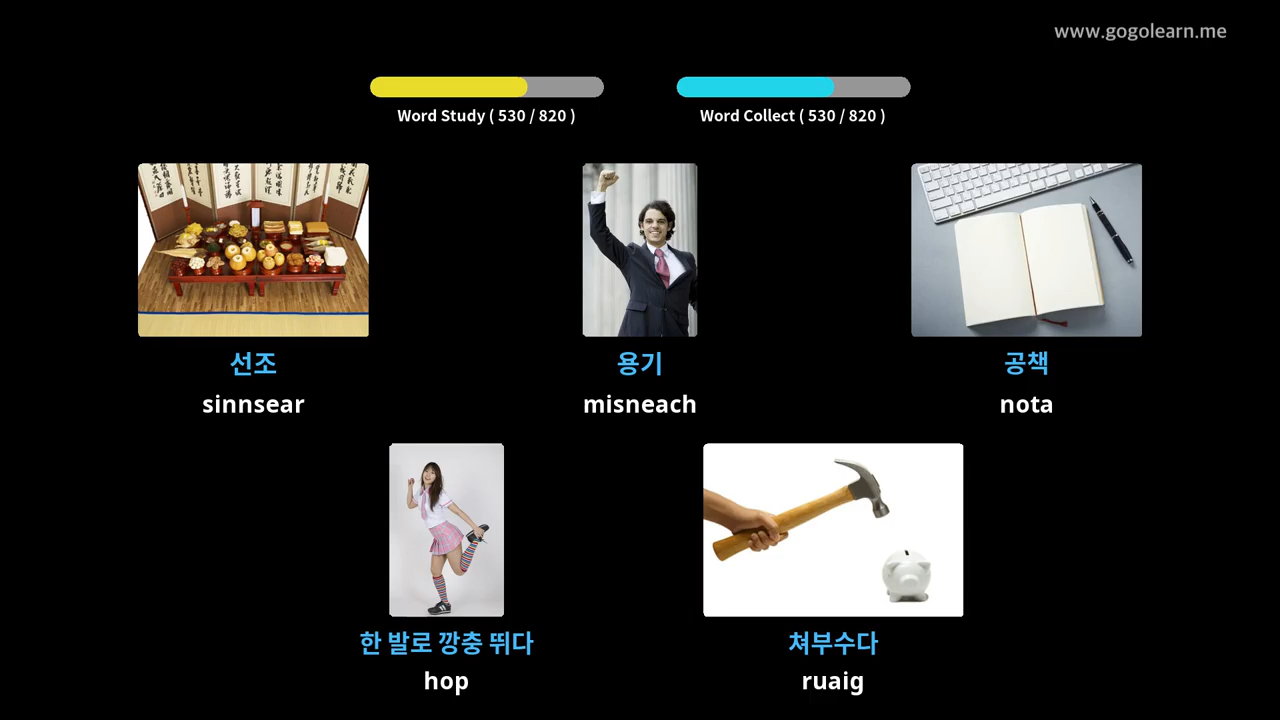 www.gogolearn.me
Word Study ( 530 / 820 )
Word Collect ( 530 / 820 )
선조
용기
공책
sinnsear
misneach
nota
한 발로 깡충 뛰다
쳐부수다
hop
ruaig